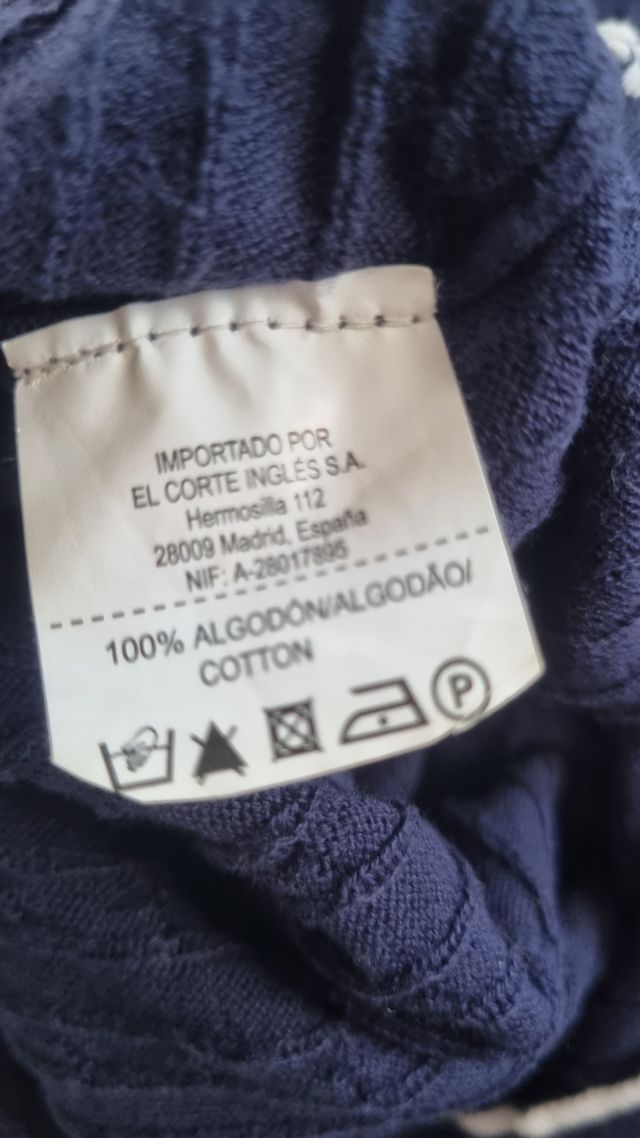 IMPORTADO POR
EL CORTE INGLÉS S.A.
Hermosilla 112
28009 Madrid, España
NIF: A-28017895
100% ALGODÓN/ALGODÃO/
COTTON
P